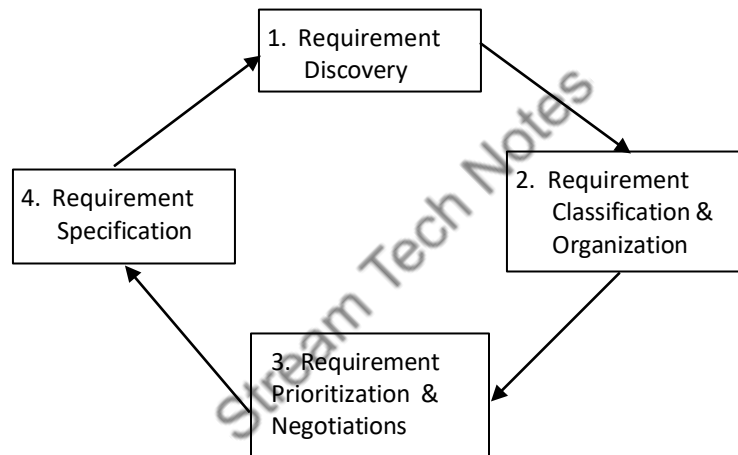 1. Requirement
Discovery
2. Requirement
Classification &
Organization
3. Requirement
Prioritization &
Negotiations
4. Requirement
Specification
Stream Tech Notes